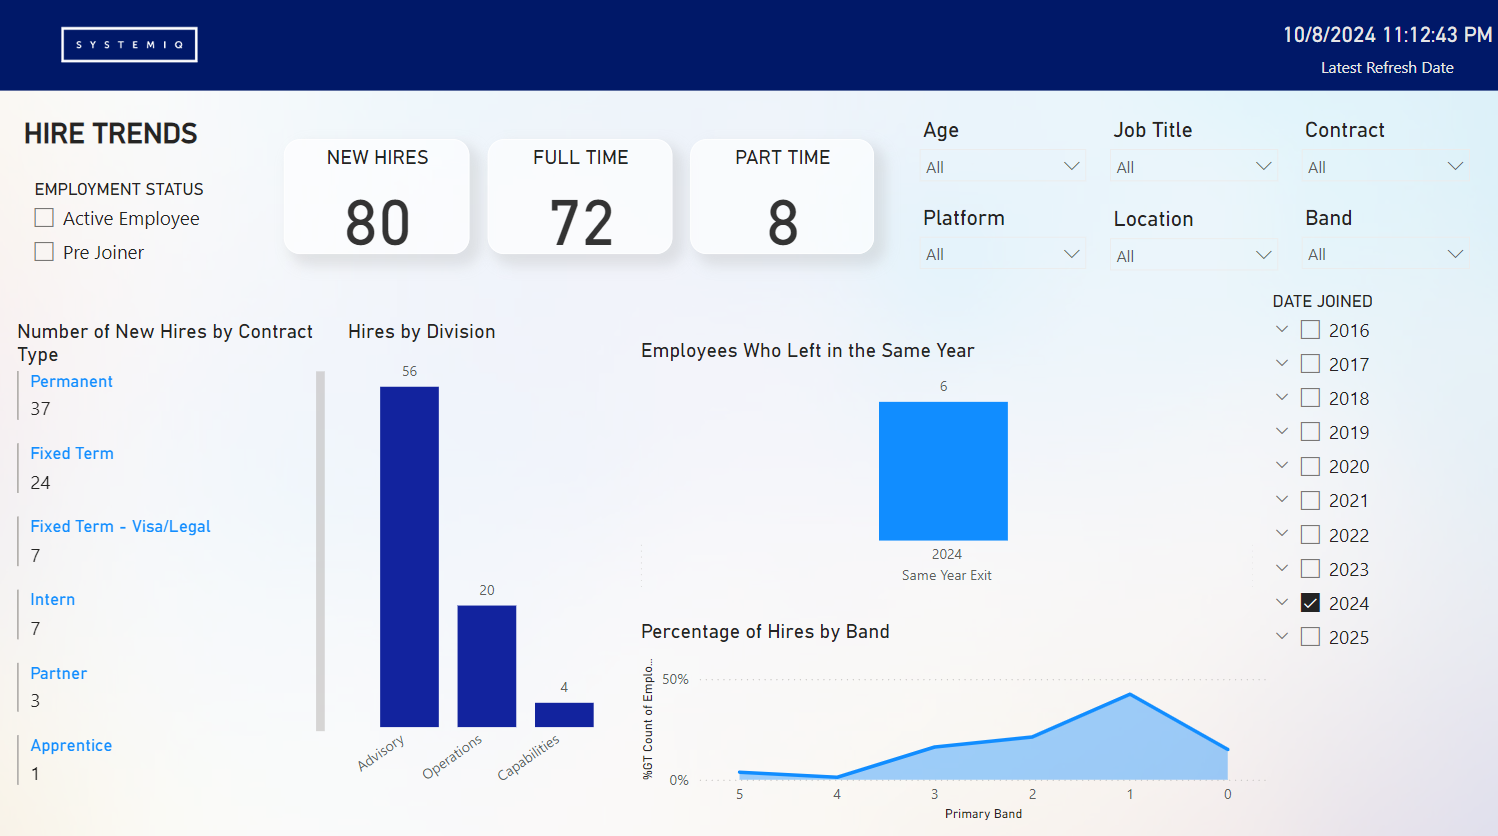 SYSTEMIQ
10/8/2024 11:12:43 PM
Latest Refresh Date
HIRE TRENDS
EMPLOYMENT STATUS
Active Employee
Pre Joiner
NEW HIRES
80
FULL TIME
72
PART TIME
8
Age
All
Job Title
All
Contract
All
Platform
All
Location
All
Band
All
Number of New Hires by Contract
Type
Permanent
37
Fixed Term
24
Fixed Term - Visa/Legal
7
Intern
7
Partner
3
Apprentice
1
Hires by Division
56
20
4
Advisory
Operations
Capabilities
Employees Who Left in the Same Year
6
2024
Same Year Exit
Percentage of Hires by Band
%GT Count of Emplo...
50%
0%
5 4 3 2 1 0
Primary Band
DATE JOINED
2016
2017
2018
2019
2020
2021
2022
2023
2024
2025